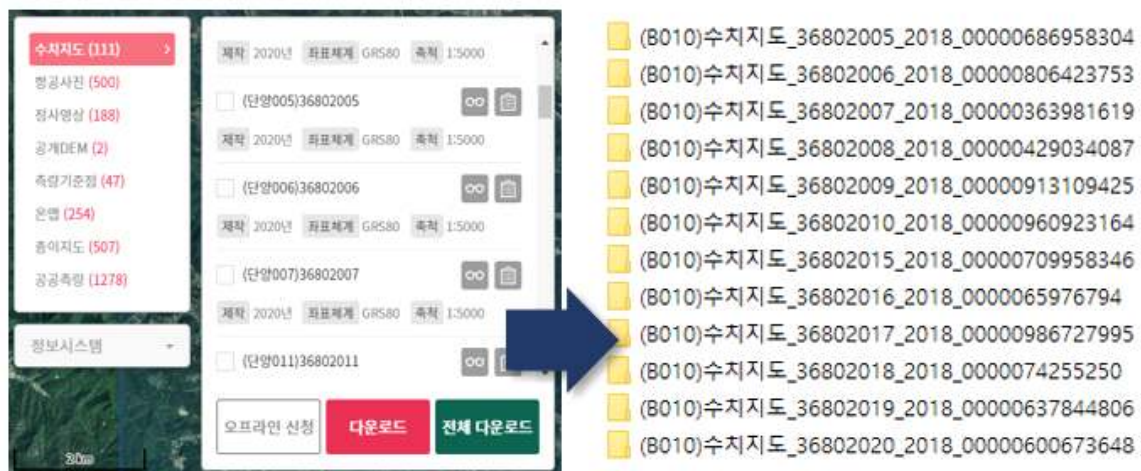 수치지도 (111)
항공사진 (500)
정사영상 (188)
공개DEM (2)
측량기준점 (47)
온맵 (254)
종이지도 (507)
공공측량 (1278)
정보시스템
2 km
제작 2020년 좌표체계 GRS80 축척 1:5000
(단양005)36802005
제작 2020년 좌표체계 GRS80 축척 1:5000
(단양006)36802006
제작 2020년 좌표체계 GRS80 축척 1:5000
(단양007)36802007
제작 2020년 좌표체계 GRS80 축척 1:5000
(단양011)36802011
오프라인 신청 다운로드 전체 다운로드
(B010)수치지도_36802005_2018_00000686958304
(B010)수치지도_36802006_2018_00000806423753
(B010)수치지도_36802007_2018_00000363981619
(B010)수치지도_36802008_2018_00000429034087
(B010)수치지도_36802009_2018_00000913109425
(B010)수치지도_36802010_2018_00000960923164
(B010)수치지도_36802015_2018_00000709958346
(B010)수치지도_36802016_2018_0000065976794
(B010)수치지도_36802017_2018_00000986727995
(B010)수치지도_36802018_2018_0000074255250
(B010)수치지도_36802019_2018_00000637844806
(B010)수치지도_36802020_2018_00000600673648